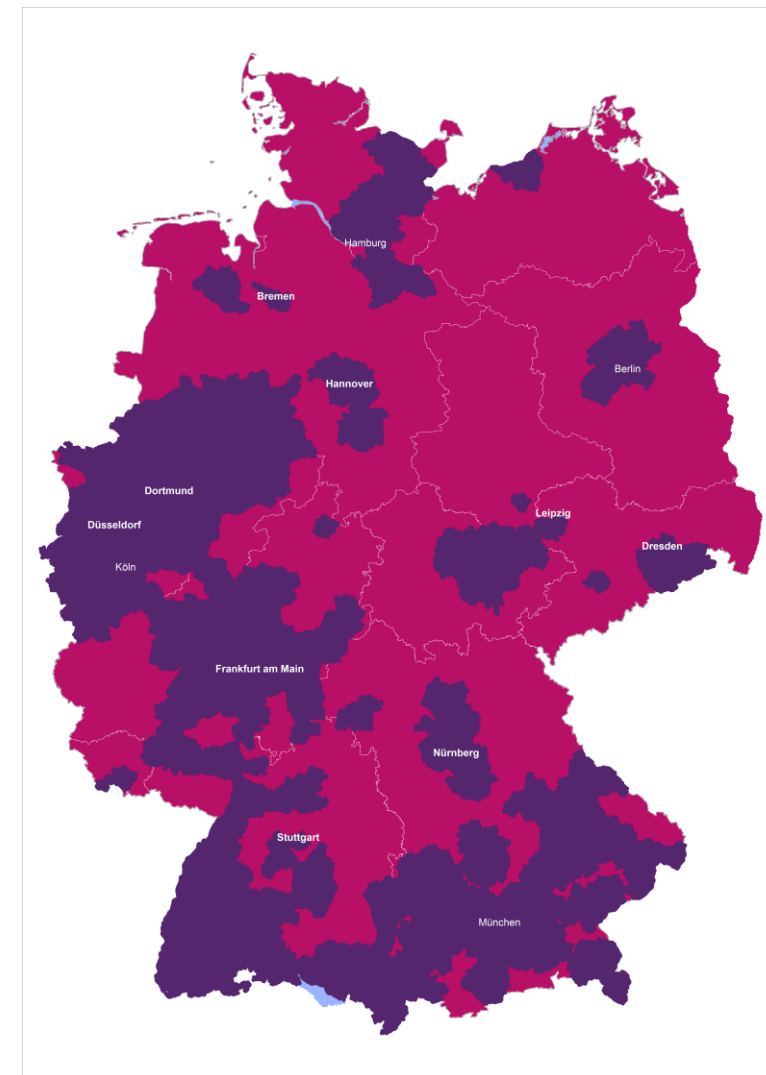 Hamburg
Bremen
Berlin
Hannover
Dortmund
Leipzig
Düsseldorf
Dresden
Köln
Frankfurt am Main
Nürnberg
Stuttgart
München